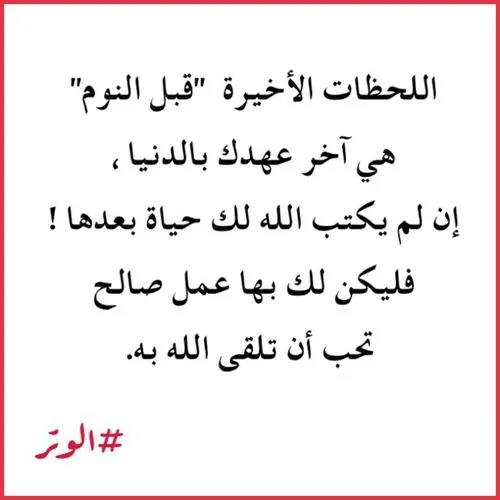 اللحظات الأخيرة "قبل النوم"
هي آخر عهدك بالدنيا ،
إن لم يكتب الله لك حياة بعدها !
فليكن لك بها عمل صالح
تحب أن تلقى الله به.
#الوتر